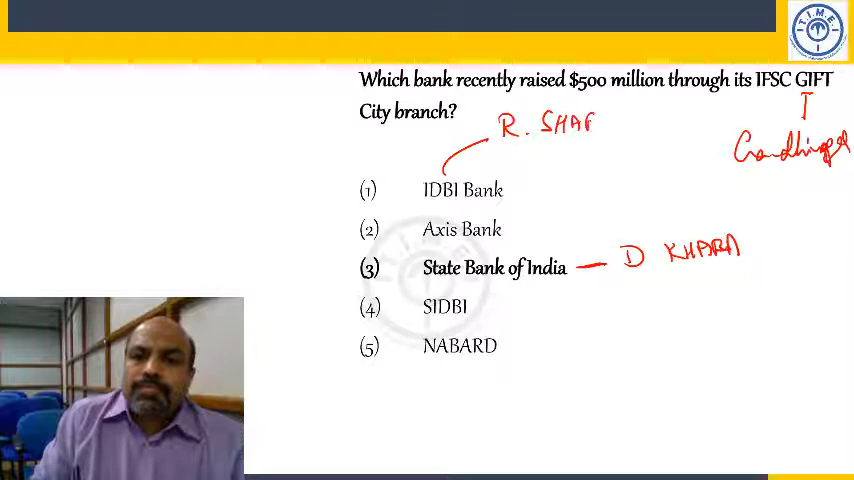 T.I.M.E.
Which bank recently raised $500 million through its IFSC GIFT
City branch?
R. SHAR
Gandhinagar
(1) IDBI Bank
(2) Axis Bank
(3) State Bank of India
D KHARA
(4) SIDBI
(5) NABARD